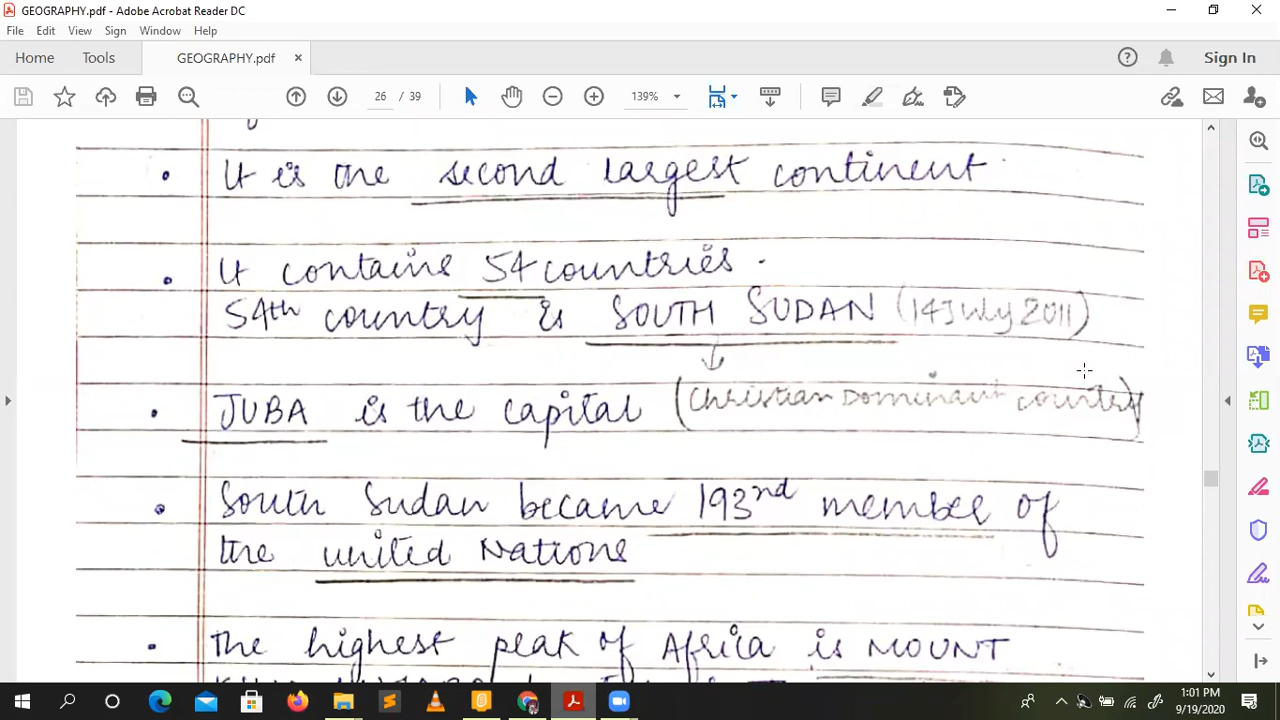 GEOGRAPHY.pdf - Adobe Acrobat Reader DC
File Edit View Sign Window Help
Home Tools GEOGRAPHY.pdf × Sign In
26 / 39 139%
• It is the second largest continent
• It contains 54 countries.
54th country is SOUTH SUDAN (14 July 2011)
• JUBA is the capital (Christian Dominant country)
• South Sudan became 193rd member of
the united Nations
• The highest peak of Africa is MOUNT
1:01 PM
9/19/2020